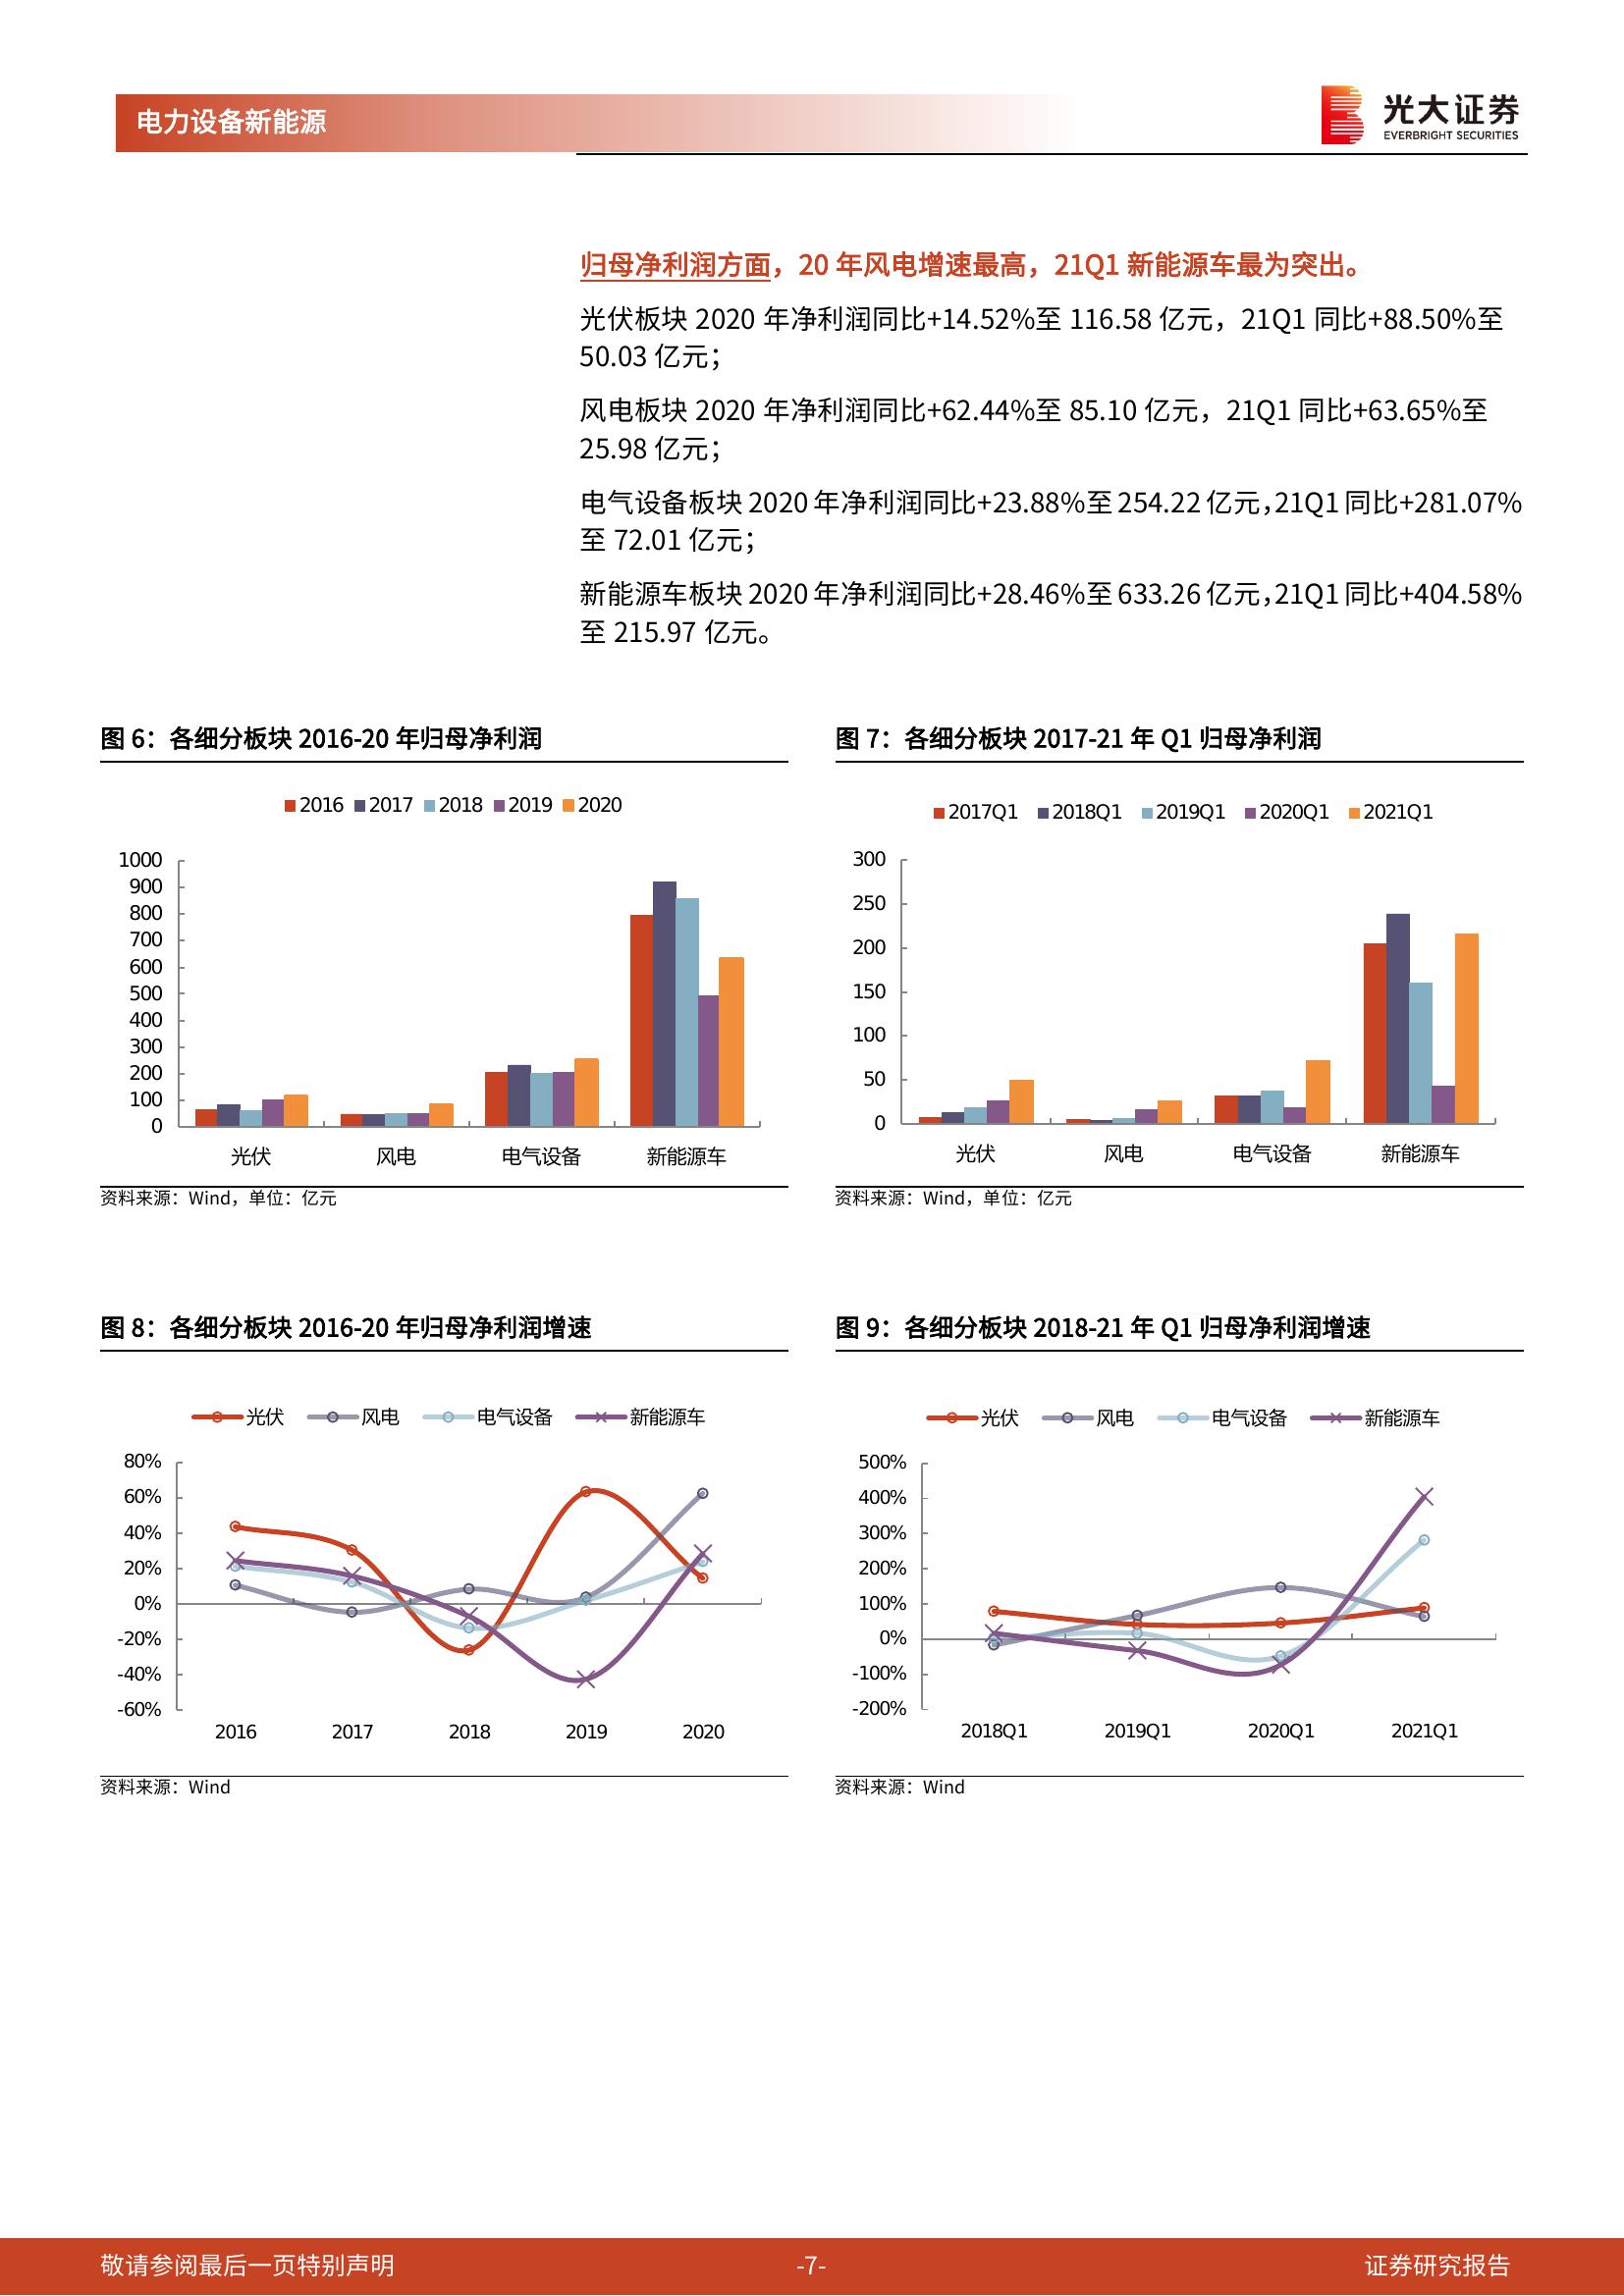 电力设备新能源
光大证券
EVERBRIGHT SECURITIES
归母净利润方面，20 年风电增速最高，21Q1 新能源车最为突出。
光伏板块 2020 年净利润同比+14.52%至 116.58 亿元，21Q1 同比+88.50%至
50.03 亿元；
风电板块 2020 年净利润同比+62.44%至 85.10 亿元，21Q1 同比+63.65%至
25.98 亿元；
电气设备板块 2020 年净利润同比+23.88%至 254.22 亿元，21Q1 同比+281.07%
至 72.01 亿元；
新能源车板块 2020 年净利润同比+28.46%至 633.26 亿元，21Q1 同比+404.58%
至 215.97 亿元。
图 6：各细分板块 2016-20 年归母净利润
2016 2017 2018 2019 2020
1000
900
800
700
600
500
400
300
200
100
0
光伏 风电 电气设备 新能源车
资料来源：Wind，单位：亿元
图 7：各细分板块 2017-21 年 Q1 归母净利润
2017Q1 2018Q1 2019Q1 2020Q1 2021Q1
300
250
200
150
100
50
0
光伏 风电 电气设备 新能源车
资料来源：Wind，单位：亿元
图 8：各细分板块 2016-20 年归母净利润增速
光伏 风电 电气设备 新能源车
80%
60%
40%
20%
0%
-20%
-40%
-60%
2016 2017 2018 2019 2020
资料来源：Wind
图 9：各细分板块 2018-21 年 Q1 归母净利润增速
光伏 风电 电气设备 新能源车
500%
400%
300%
200%
100%
0%
-100%
-200%
2018Q1 2019Q1 2020Q1 2021Q1
资料来源：Wind
敬请参阅最后一页特别声明
-7-
证券研究报告